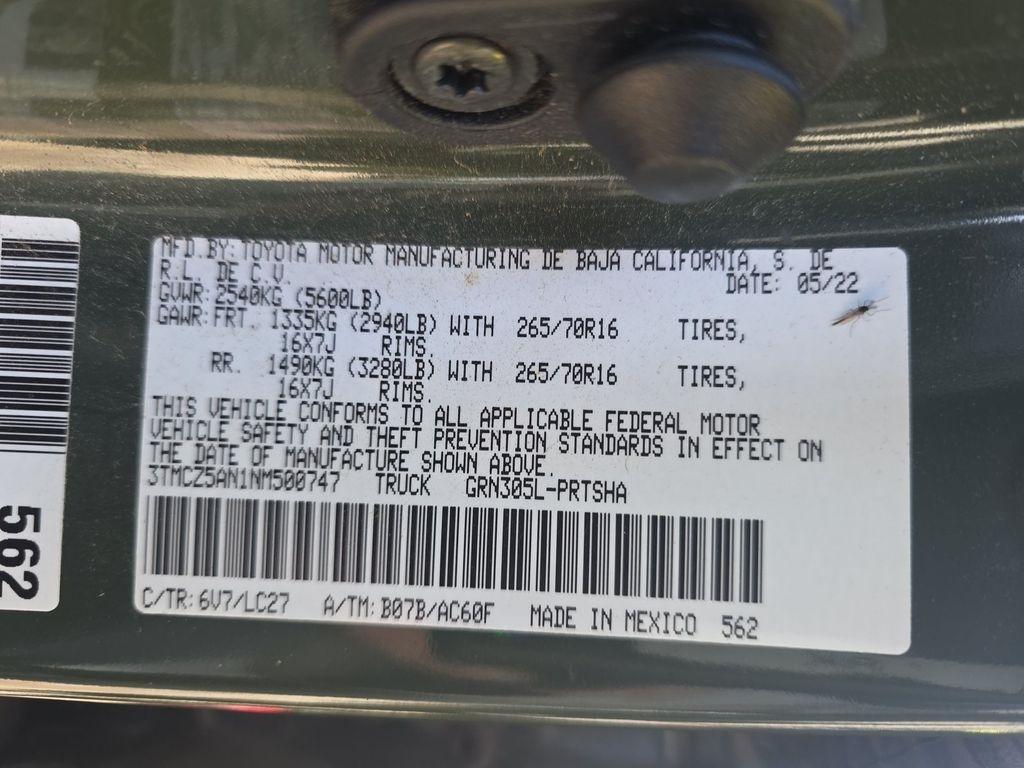 MFD.BY:TOYOTA MOTOR MANUFACTURING DE BAJA CALIFORNIA, S. DE
R.L. DE C.V. DATE: 05/22
GVWR:2540KG (5600LB)
GAWR:FRT. 1335KG (2940LB) WITH 265/70R16 TIRES,
16X7J RIMS.
RR. 1490KG (3280LB) WITH 265/70R16 TIRES,
16X7J RIMS.
THIS VEHICLE CONFORMS TO ALL APPLICABLE FEDERAL MOTOR
VEHICLE SAFETY AND THEFT PREVENTION STANDARDS IN EFFECT ON
THE DATE OF MANUFACTURE SHOWN ABOVE.
3TMCZ5AN1NM500747 TRUCK GRN305L-PRTSHA
C/TR:6V7/LC27 A/TM:B07B/AC60F MADE IN MEXICO 562
562